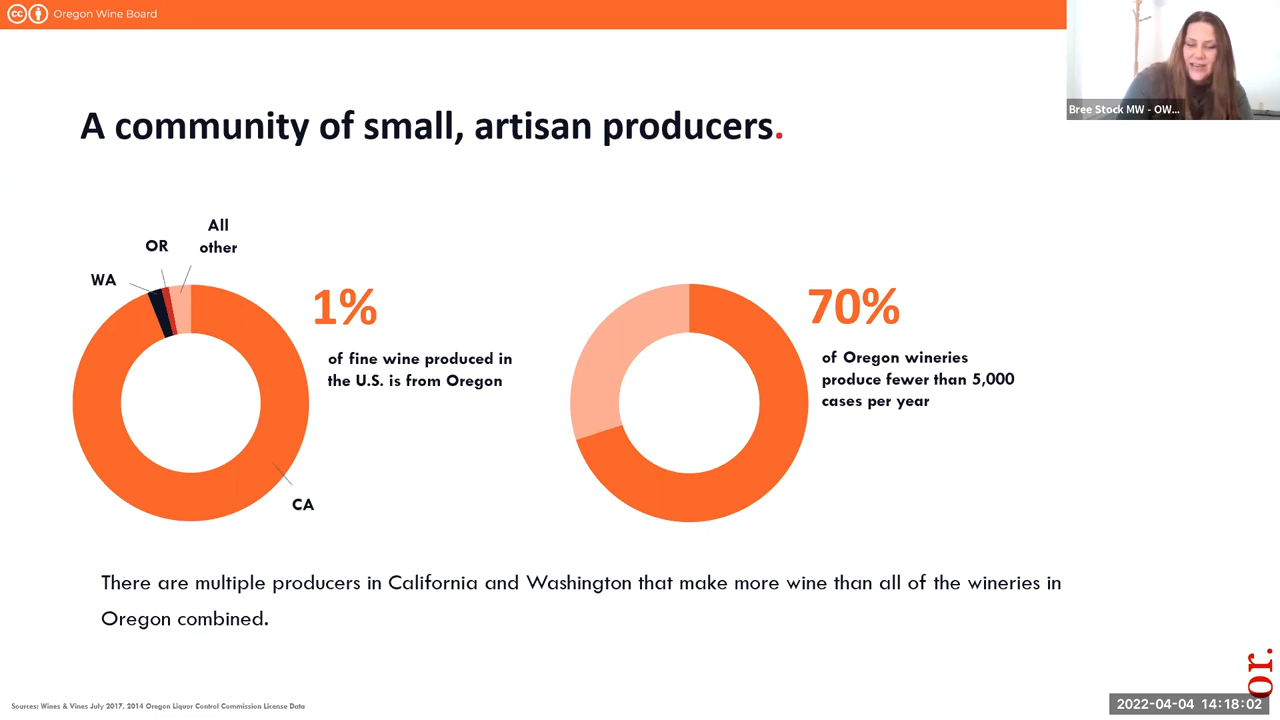 Oregon Wine Board
Bree Stock MW - OW...
A community of small, artisan producers.
All
other
OR
WA
CA
1%
of fine wine produced in
the U.S. is from Oregon
70%
of Oregon wineries
produce fewer than 5,000
cases per year
There are multiple producers in California and Washington that make more wine than all of the wineries in
Oregon combined.
or.
Sources: Wines & Vines July 2017, 2014 Oregon Liquor Control Commission License Data
2022-04-04 14:18:02